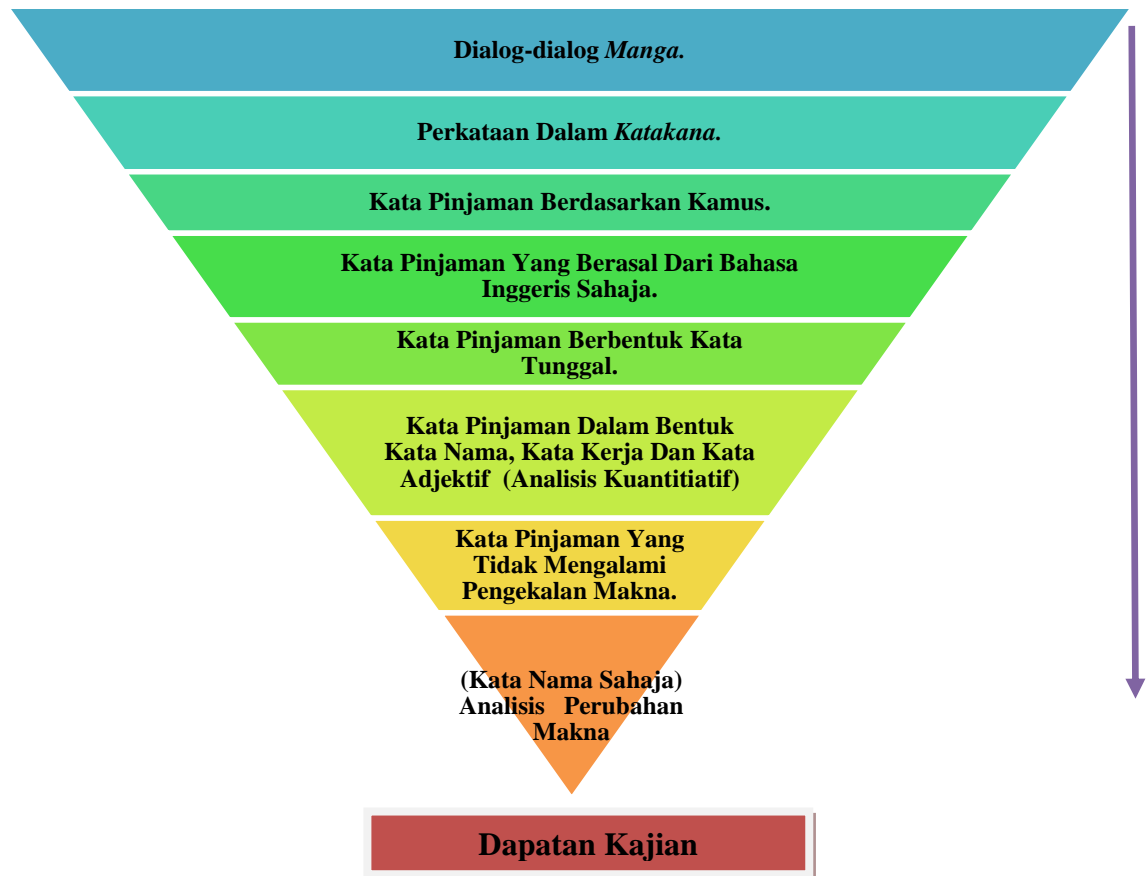 Dialog-dialog Manga.
Perkataan Dalam Katakana.
Kata Pinjaman Berdasarkan Kamus.
Kata Pinjaman Yang Berasal Dari Bahasa
Inggeris Sahaja.
Kata Pinjaman Berbentuk Kata
Tunggal.
Kata Pinjaman Dalam Bentuk
Kata Nama, Kata Kerja Dan Kata
Adjektif (Analisis Kuantitiatif)
Kata Pinjaman Yang
Tidak Mengalami
Pengekalan Makna.
(Kata Nama Sahaja)
Analisis Perubahan
Makna
Dapatan Kajian